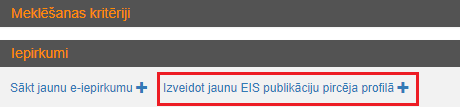 Meklēšanas kritēriji
Iepirkumi
Sākt jaunu e-iepirkumu + Izveidot jaunu EIS publikāciju pircēja profilā +